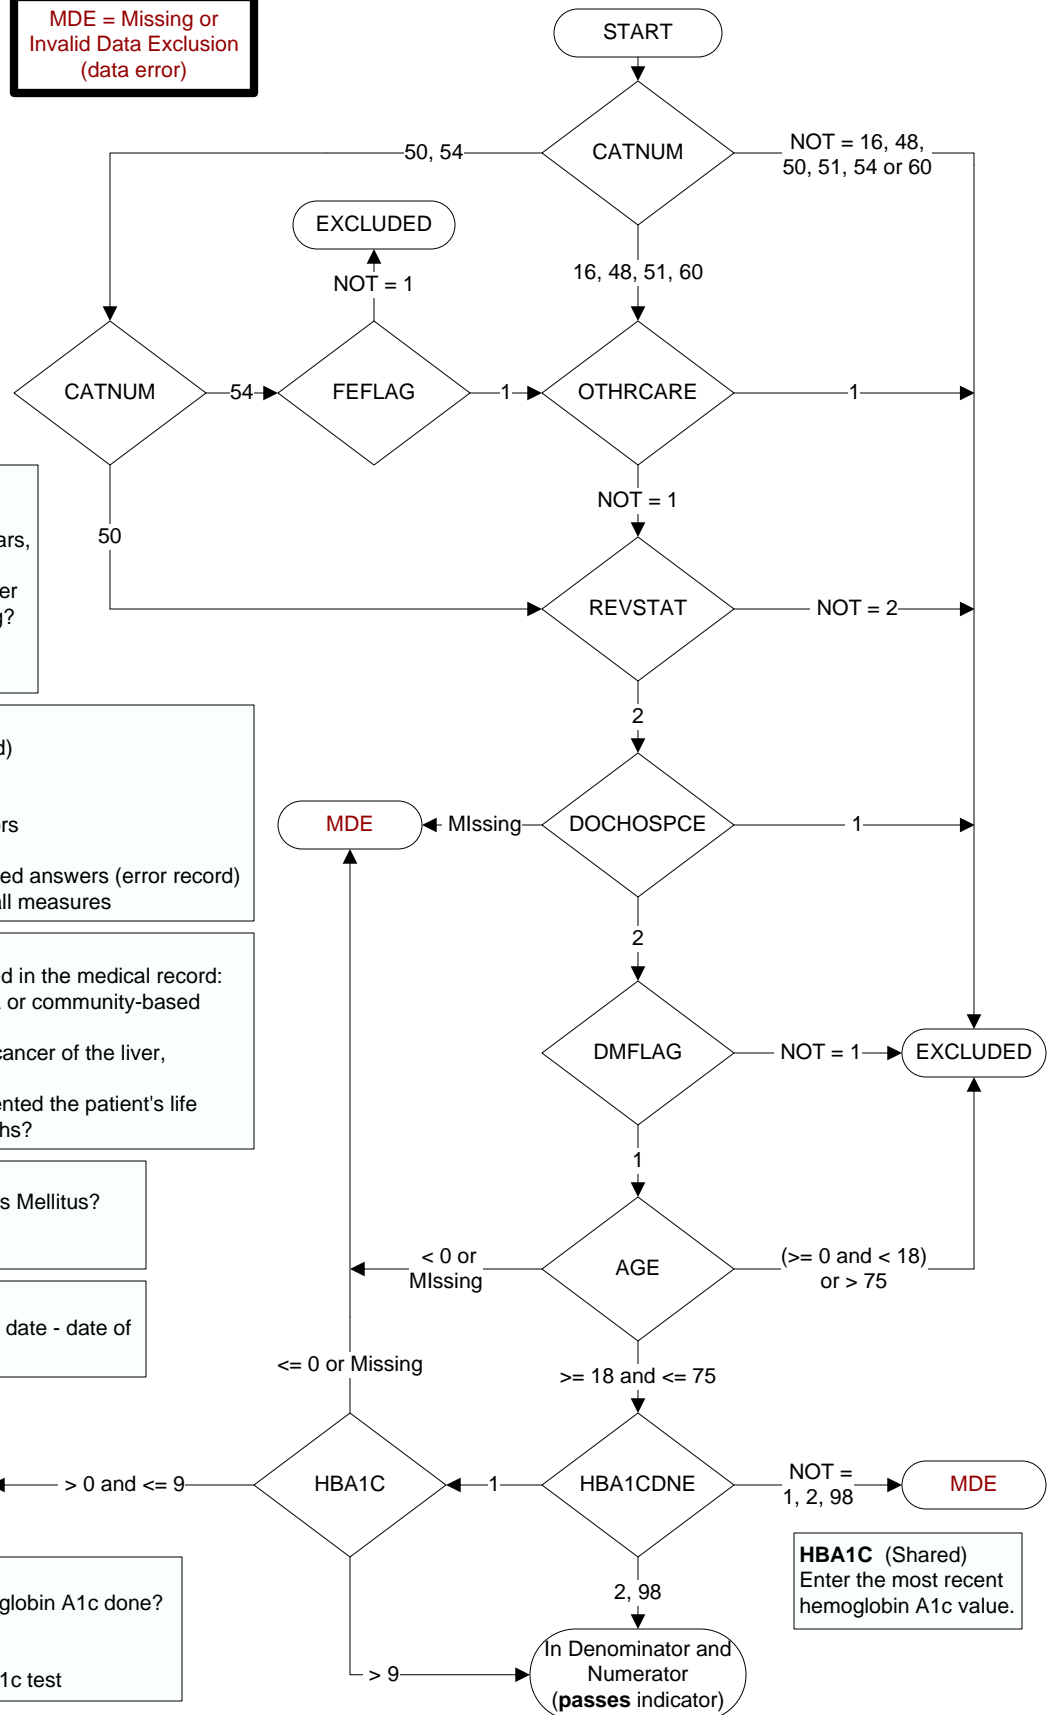 MDE = Missing or
Invalid Data Exclusion
(data error)
START
CATNUM
50, 54
NOT = 16, 48,
50, 51, 54 or 60
EXCLUDED
16, 48, 51, 60
NOT = 1
CATNUM
54
FEFLAG
1
OTHRCARE
1
NOT = 1
50
ars,
er
g?
REVSTAT
NOT = 2
2
d)
ors
ed answers (error record)
all measures
MDE
MIssing
DOCHOSPCE
1
2
ed in the medical record:
or community-based
cancer of the liver,
ented the patient's life
hs?
DMFLAG
NOT = 1
EXCLUDED
1
s Mellitus?
< 0 or
MIssing
AGE
(>= 0 and < 18)
or > 75
date - date of
<= 0 or Missing
>= 18 and <= 75
> 0 and <= 9
HBA1C
1
HBA1CDNE
NOT =
1, 2, 98
MDE
HBA1C (Shared)
Enter the most recent
hemoglobin A1c value.
globin A1c done?
1c test
2, 98
> 9
In Denominator and
Numerator
(passes indicator)